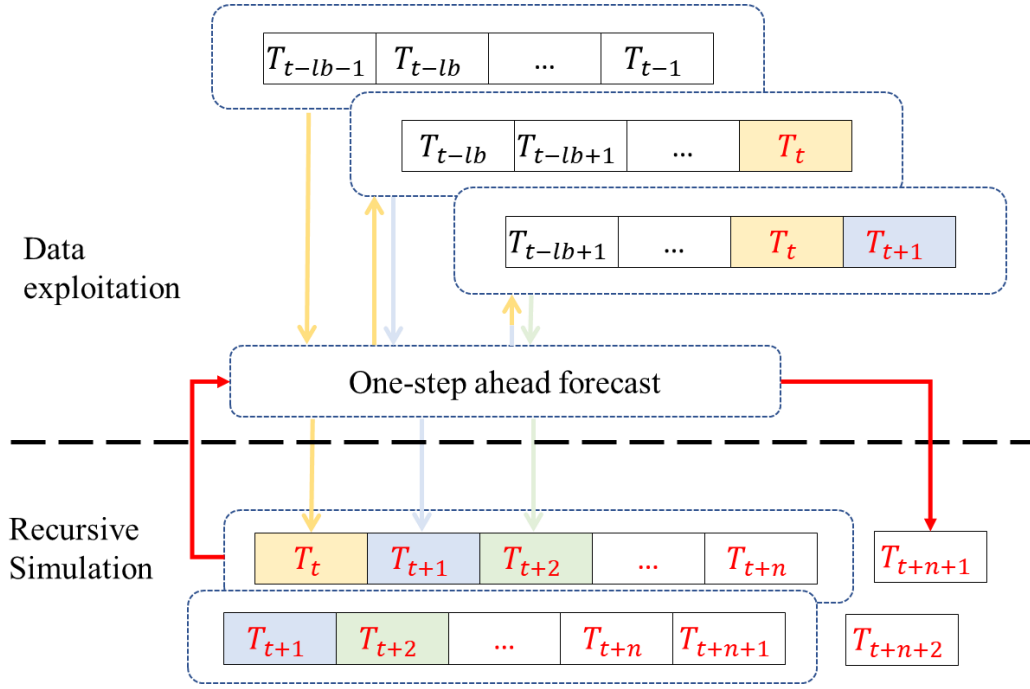 T_{t-lb-1} T_{t-lb} ... T_{t-1}
T_{t-lb} T_{t-lb+1} ... T_t
T_{t-lb+1} ... T_t T_{t+1}
Data
exploitation
One-step ahead forecast
Recursive
Simulation
T_t T_{t+1} T_{t+2} ... T_{t+n}
T_{t+n+1}
T_{t+1} T_{t+2} ... T_{t+n} T_{t+n+1}
T_{t+n+2}